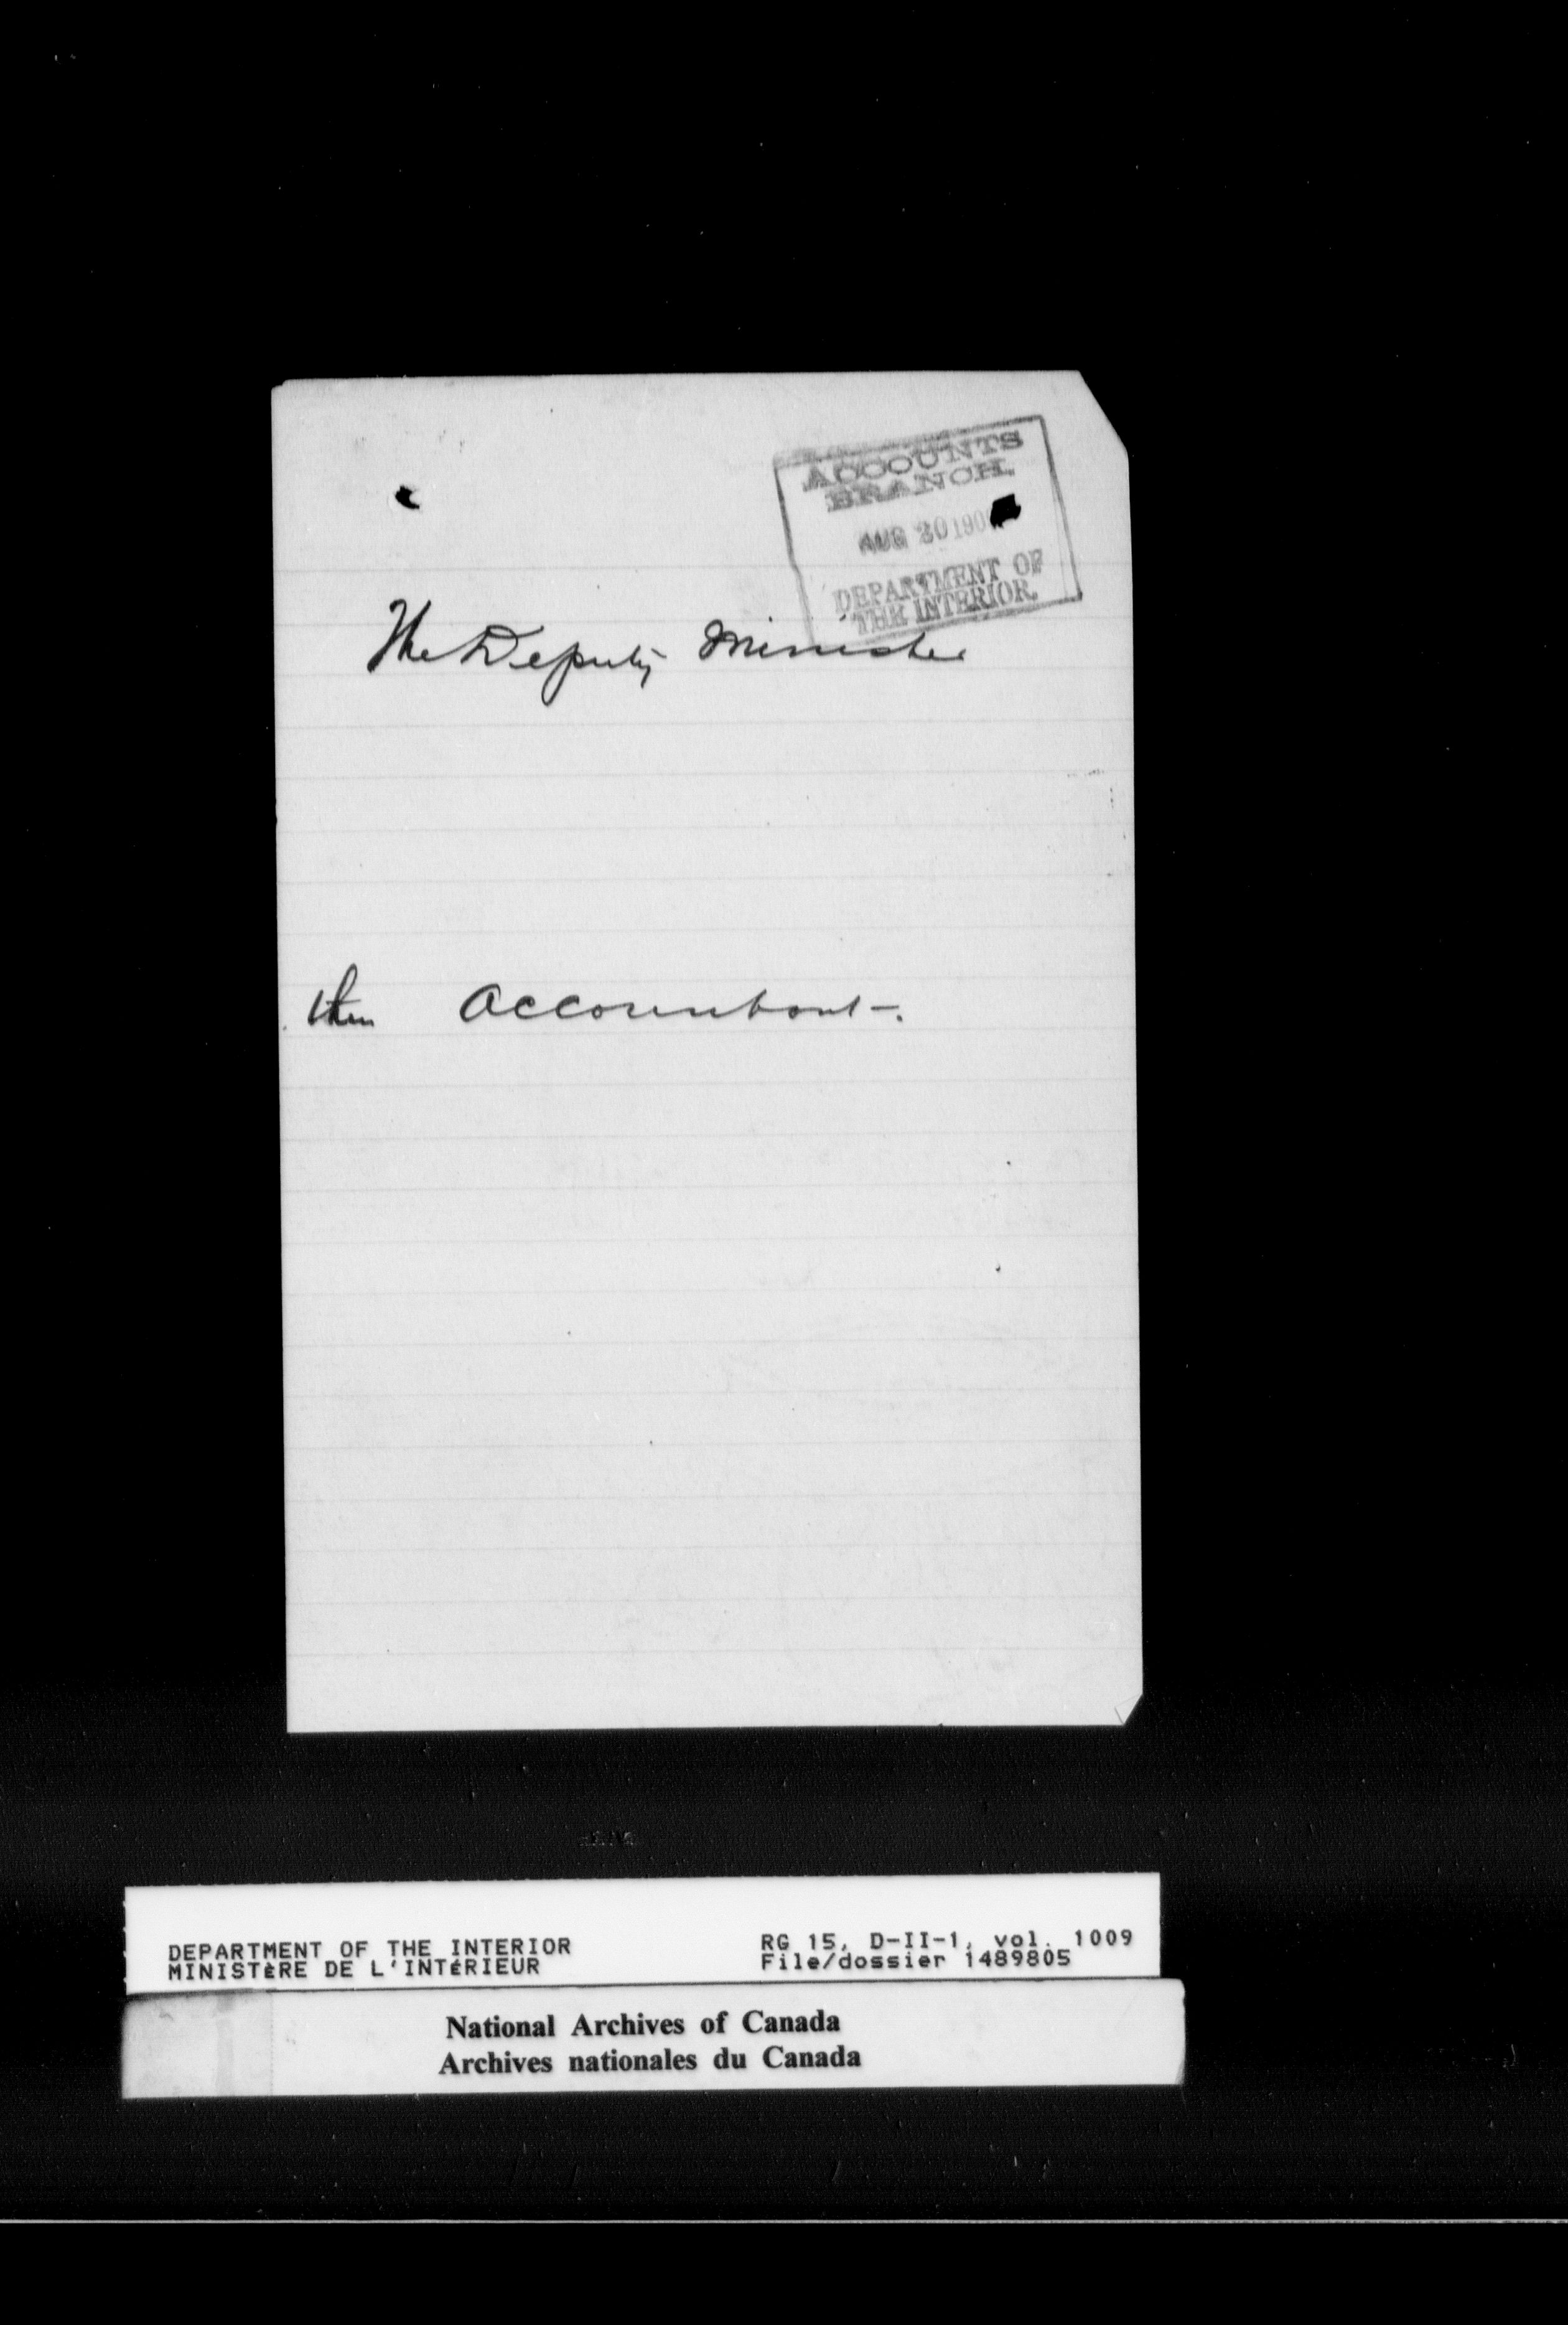 ACCOUNTS
BRANCH.
AUG 30 190
DEPARTMENT OF
THE INTERIOR.
The Deputy Minister
then Accountant.
DEPARTMENT OF THE INTERIOR
MINISTÈRE DE L'INTÉRIEUR
RG 15, D-II-1, vol. 1009
File/dossier 1489805
National Archives of Canada
Archives nationales du Canada